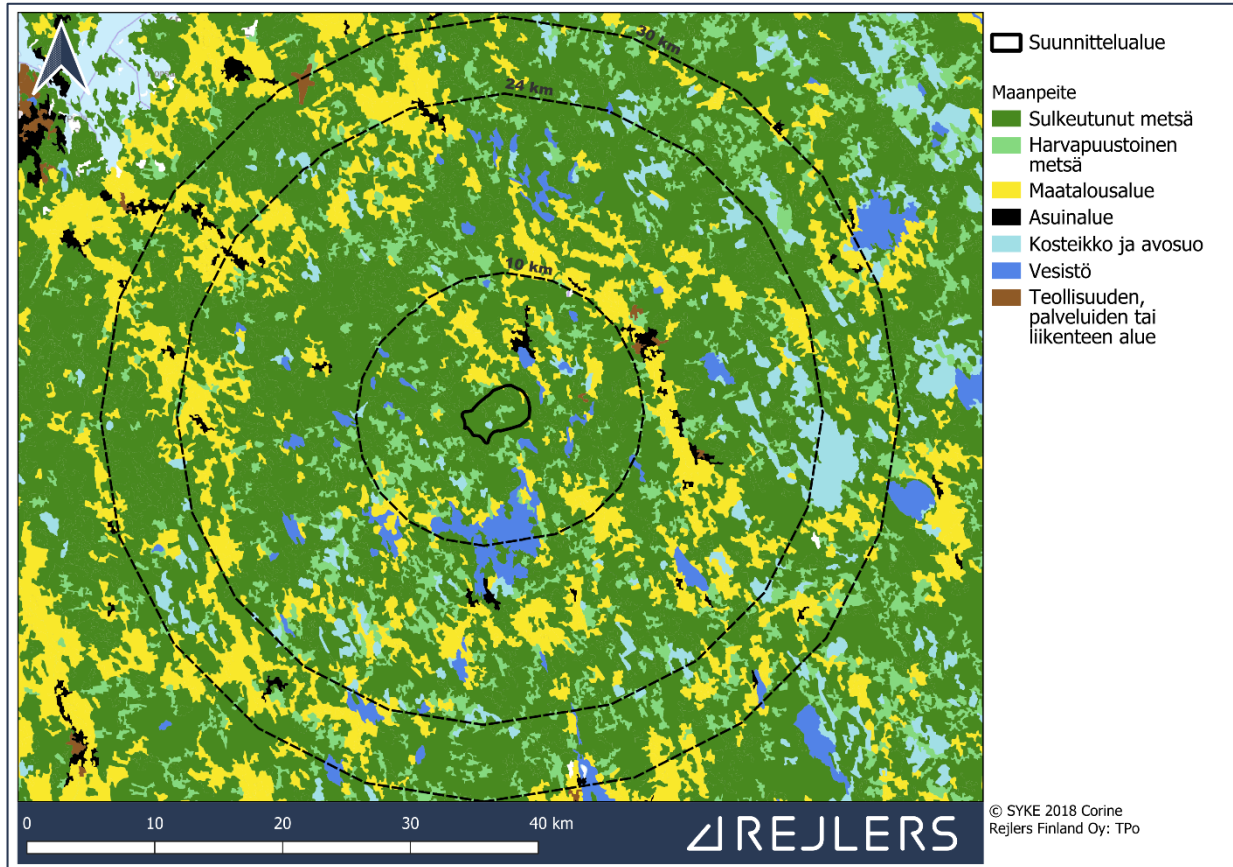 30 km
24 km
10 km
Suunnittelualue
Maanpeite
Sulkeutunut metsä
Harvapuustoinen
metsä
Maatalousalue
Asuinalue
Kosteikko ja avosuo
Vesistö
Teollisuuden,
palveluiden tai
liikenteen alue
0 10 20 30 40 km
REJLERS
© SYKE 2018 Corine
Rejlers Finland Oy: TPo